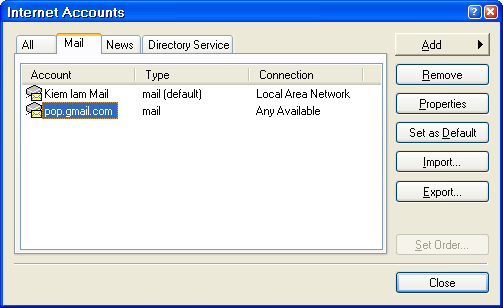 Internet Accounts
All Mail News Directory Service
Add
Account Type Connection
Remove
Kiem lam Mail mail (default) Local Area Network
pop.gmail.com mail Any Available
Properties
Set as Default
Import...
Export...
Set Order...
Close